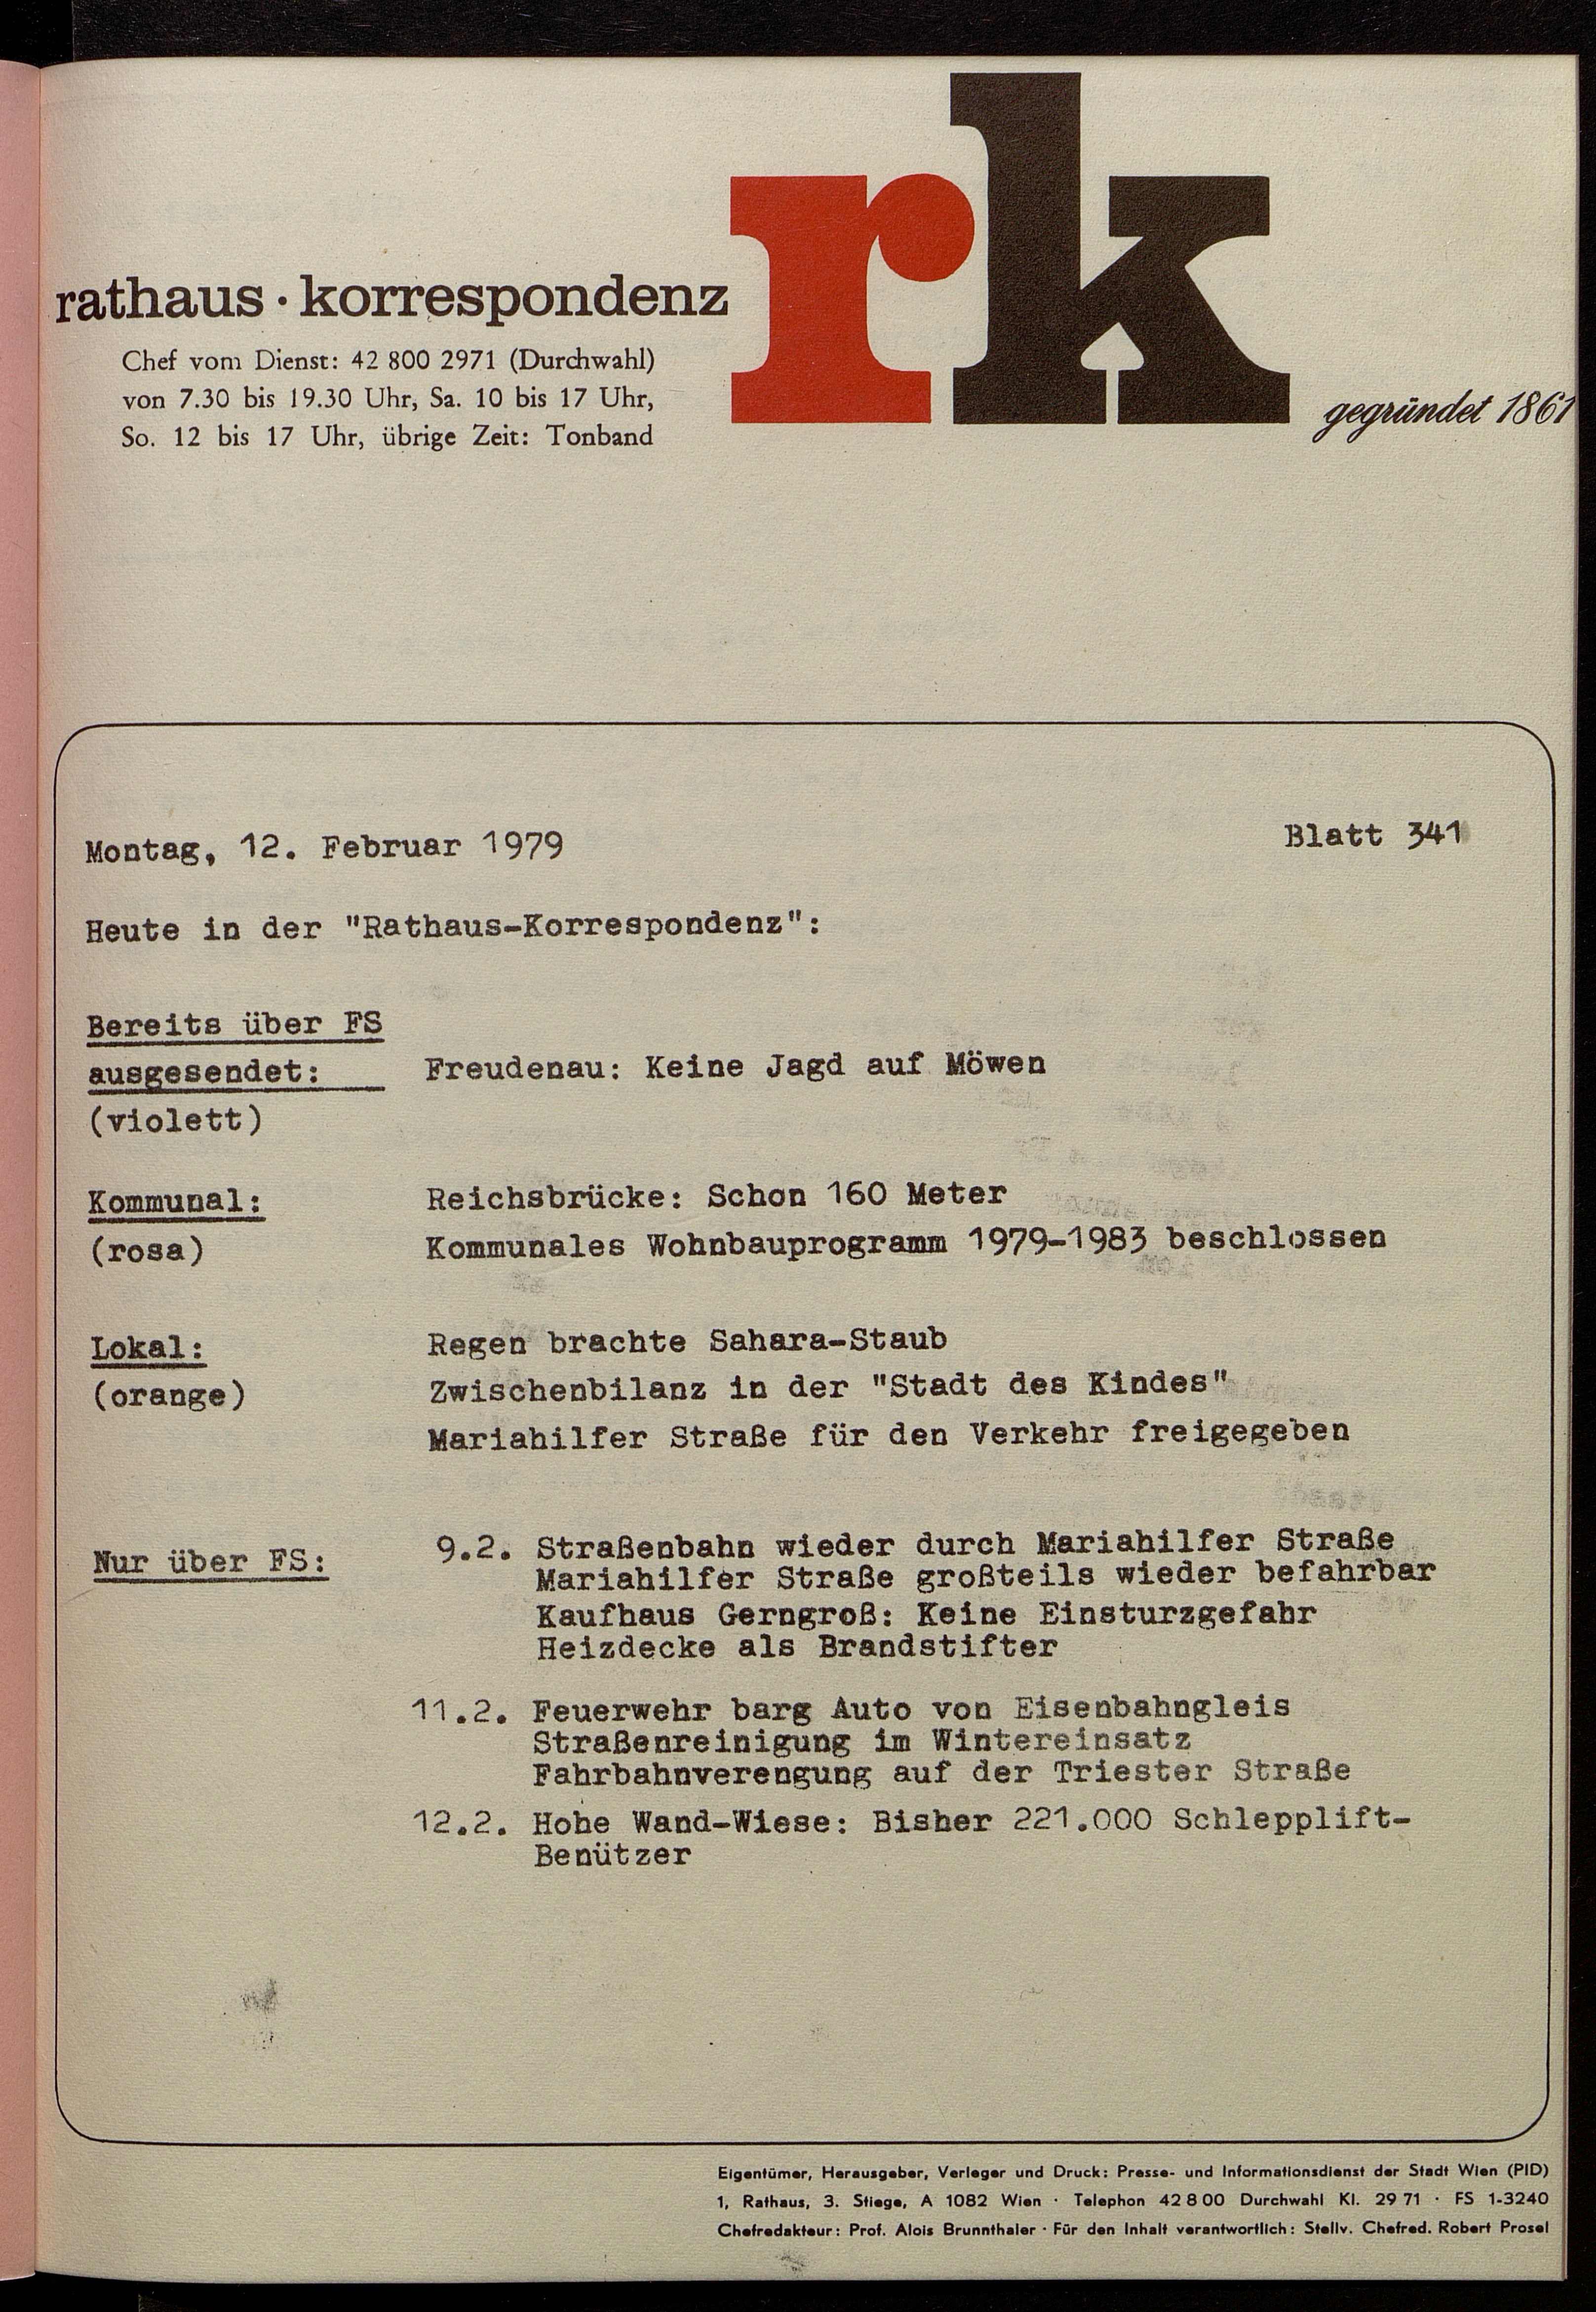 rk
rathaus · korrespondenz
Chef vom Dienst: 42 800 2971 (Durchwahl)
von 7.30 bis 19.30 Uhr, Sa. 10 bis 17 Uhr,
So. 12 bis 17 Uhr, übrige Zeit: Tonband
gegründet 1861
Montag, 12. Februar 1979 Blatt 341
Heute in der "Rathaus-Korrespondenz":
Bereits über FS
ausgesendet: Freudenau: Keine Jagd auf Möwen
(violett)
Kommunal: Reichsbrücke: Schon 160 Meter
(rosa) Kommunales Wohnbauprogramm 1979-1983 beschlossen
Lokal: Regen brachte Sahara-Staub
(orange) Zwischenbilanz in der "Stadt des Kindes"
Mariahilfer Straße für den Verkehr freigegeben
Nur über FS: 9.2. Straßenbahn wieder durch Mariahilfer Straße
Mariahilfer Straße großteils wieder befahrbar
Kaufhaus Gerngroß: Keine Einsturzgefahr
Heizdecke als Brandstifter
11.2. Feuerwehr barg Auto von Eisenbahngleis
Straßenreinigung im Wintereinsatz
Fahrbahnverengung auf der Triester Straße
12.2. Hohe Wand-Wiese: Bisher 221.000 Schlepplift-
Benützer
Eigentümer, Herausgeber, Verleger und Druck: Presse- und Informationsdienst der Stadt Wien (PID)
1, Rathaus, 3. Stiege, A 1082 Wien · Telephon 42 8 00 Durchwahl Kl. 29 71 · FS 1-3240
Chefredakteur: Prof. Alois Brunnthaler · Für den Inhalt verantwortlich: Stellv. Chefred. Robert Prosel